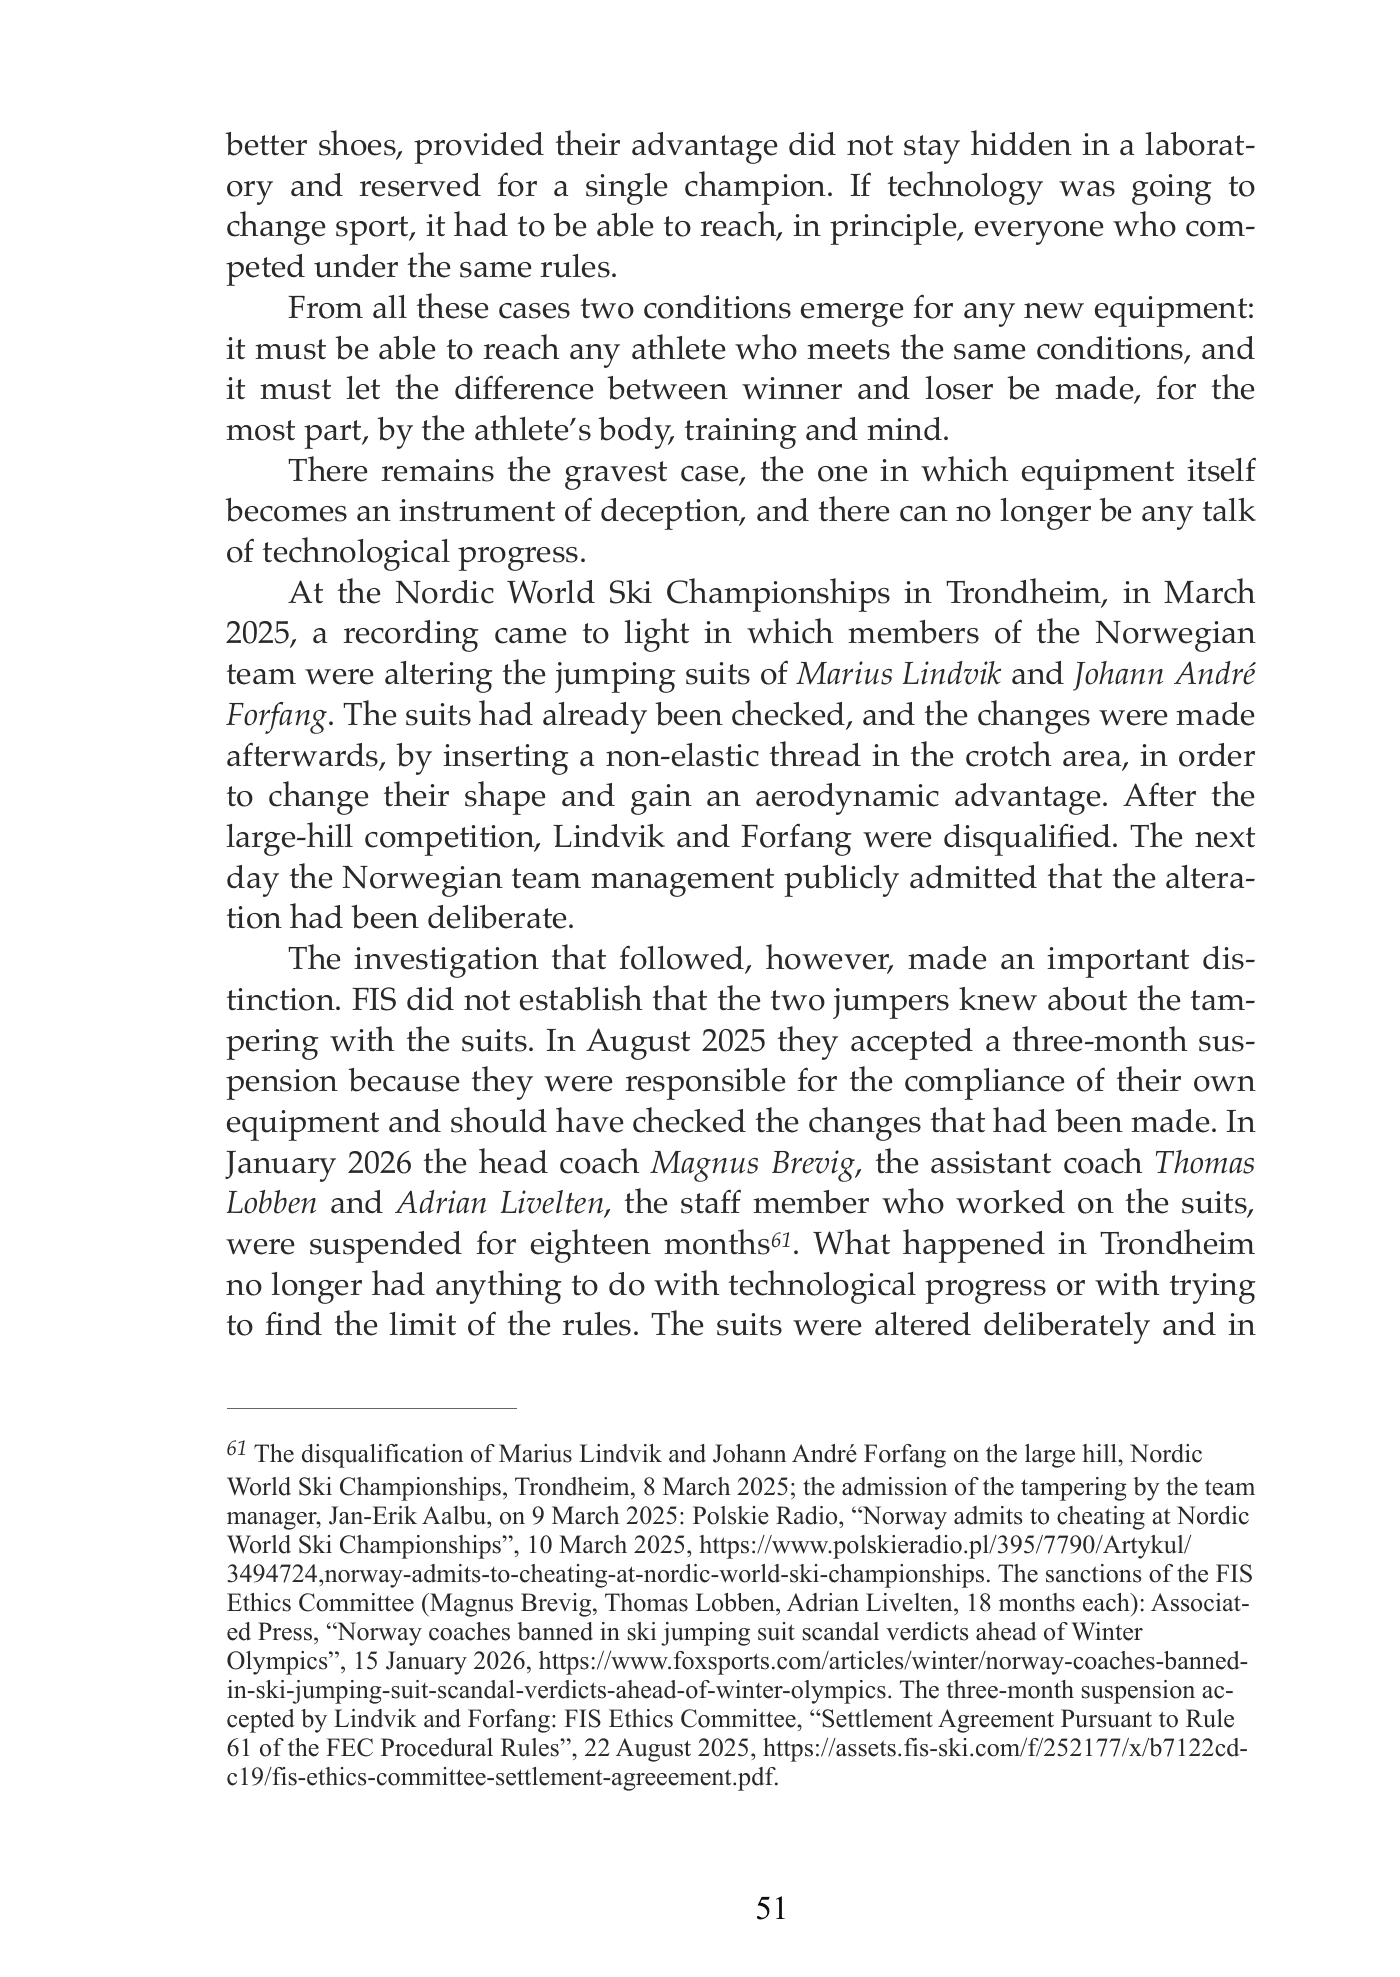 better shoes, provided their advantage did not stay hidden in a laborat-
ory and reserved for a single champion. If technology was going to
change sport, it had to be able to reach, in principle, everyone who com-
peted under the same rules.
From all these cases two conditions emerge for any new equipment:
it must be able to reach any athlete who meets the same conditions, and
it must let the difference between winner and loser be made, for the
most part, by the athlete’s body, training and mind.
There remains the gravest case, the one in which equipment itself
becomes an instrument of deception, and there can no longer be any talk
of technological progress.
At the Nordic World Ski Championships in Trondheim, in March
2025, a recording came to light in which members of the Norwegian
team were altering the jumping suits of Marius Lindvik and Johann André
Forfang. The suits had already been checked, and the changes were made
afterwards, by inserting a non-elastic thread in the crotch area, in order
to change their shape and gain an aerodynamic advantage. After the
large-hill competition, Lindvik and Forfang were disqualified. The next
day the Norwegian team management publicly admitted that the altera-
tion had been deliberate.
The investigation that followed, however, made an important dis-
tinction. FIS did not establish that the two jumpers knew about the tam-
pering with the suits. In August 2025 they accepted a three-month sus-
pension because they were responsible for the compliance of their own
equipment and should have checked the changes that had been made. In
January 2026 the head coach Magnus Brevig, the assistant coach Thomas
Lobben and Adrian Livelten, the staff member who worked on the suits,
were suspended for eighteen months61. What happened in Trondheim
no longer had anything to do with technological progress or with trying
to find the limit of the rules. The suits were altered deliberately and in
61 The disqualification of Marius Lindvik and Johann André Forfang on the large hill, Nordic
World Ski Championships, Trondheim, 8 March 2025; the admission of the tampering by the team
manager, Jan-Erik Aalbu, on 9 March 2025: Polskie Radio, “Norway admits to cheating at Nordic
World Ski Championships”, 10 March 2025, https://www.polskieradio.pl/395/7790/Artykul/
3494724,norway-admits-to-cheating-at-nordic-world-ski-championships. The sanctions of the FIS
Ethics Committee (Magnus Brevig, Thomas Lobben, Adrian Livelten, 18 months each): Associat-
ed Press, “Norway coaches banned in ski jumping suit scandal verdicts ahead of Winter
Olympics”, 15 January 2026, https://www.foxsports.com/articles/winter/norway-coaches-banned-
in-ski-jumping-suit-scandal-verdicts-ahead-of-winter-olympics. The three-month suspension ac-
cepted by Lindvik and Forfang: FIS Ethics Committee, “Settlement Agreement Pursuant to Rule
61 of the FEC Procedural Rules”, 22 August 2025, https://assets.fis-ski.com/f/252177/x/b7122cd-
c19/fis-ethics-committee-settlement-agreeement.pdf.
51